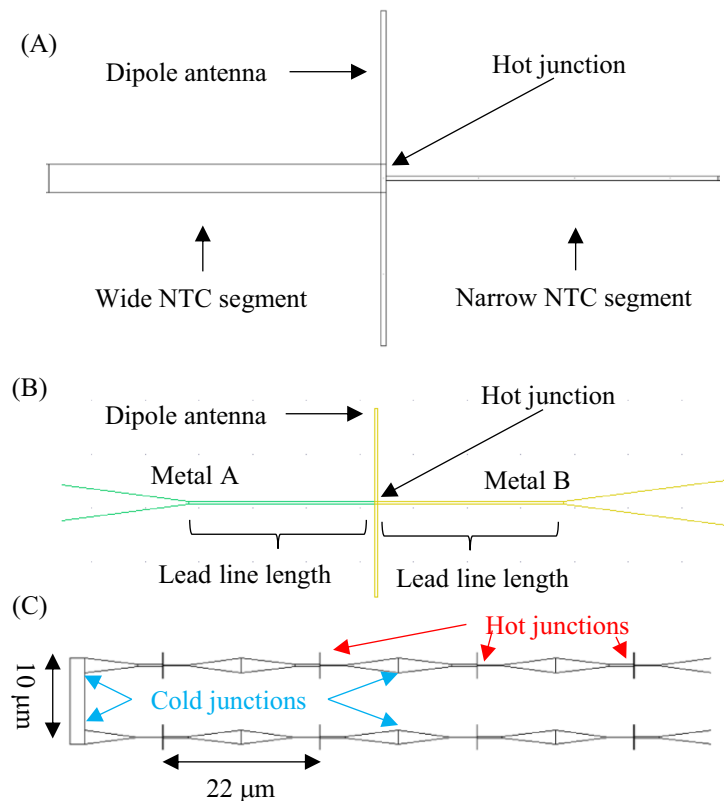 (A)
Dipole antenna
Hot junction
Wide NTC segment
Narrow NTC segment
(B)
Dipole antenna
Hot junction
Metal A
Metal B
Lead line length
Lead line length
(C)
Hot junctions
10 μm
Cold junctions
22 μm